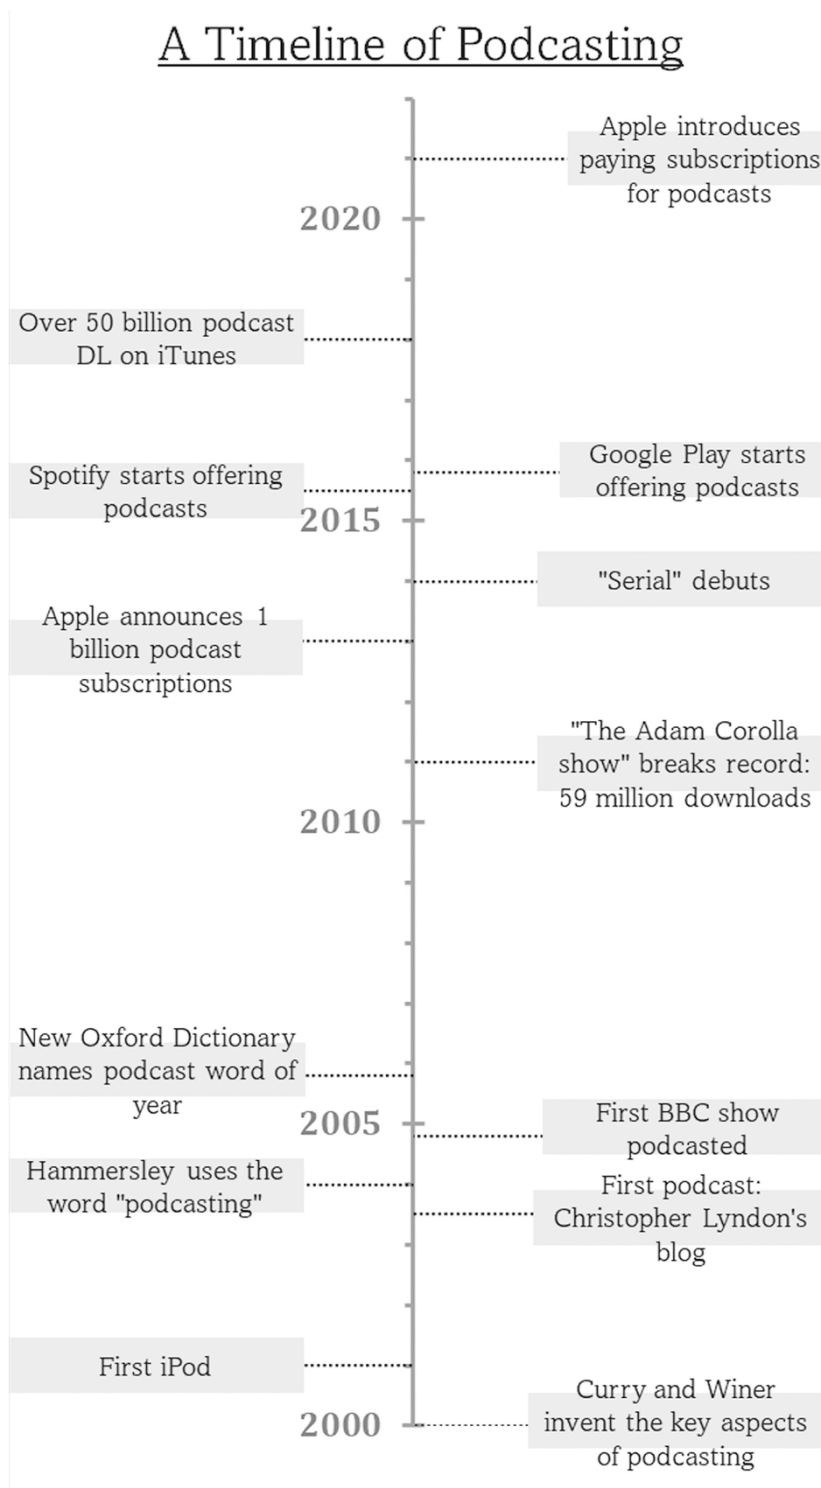 A Timeline of Podcasting
Apple introduces
paying subscriptions
for podcasts
2020
Over 50 billion podcast
DL on iTunes
Google Play starts
offering podcasts
Spotify starts offering
podcasts
2015
"Serial" debuts
Apple announces 1
billion podcast
subscriptions
"The Adam Corolla
show" breaks record:
59 million downloads
2010
New Oxford Dictionary
names podcast word of
year
2005
First BBC show
podcasted
Hammersley uses the
word "podcasting"
First podcast:
Christopher Lyndon's
blog
First iPod
Curry and Winer
invent the key aspects
of podcasting
2000